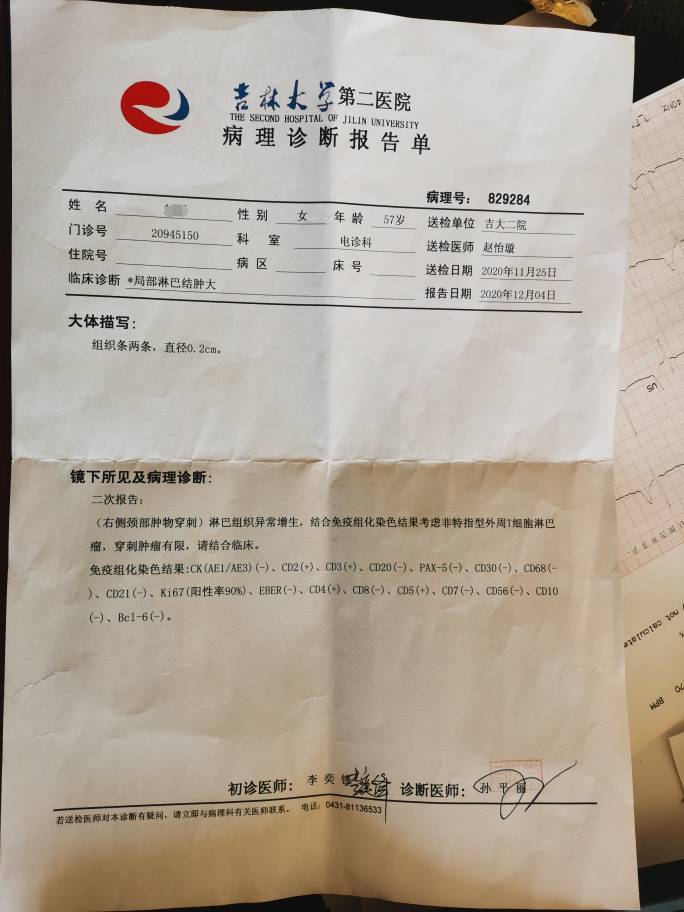 吉林大学第二医院
THE SECOND HOSPITAL OF JILIN UNIVERSITY
病理诊断报告单
病理号： 829284
姓名 性别 女 年龄 57岁 送检单位 吉大二院
门诊号 20945150 科室 电诊科 送检医师 赵怡璇
住院号 病区 床号 送检日期 2020年11月25日
临床诊断 *局部淋巴结肿大 报告日期 2020年12月04日
大体描写：
组织条两条，直径0.2cm。
镜下所见及病理诊断：
二次报告：
（右侧颈部肿物穿刺）淋巴组织异常增生，结合免疫组化染色结果考虑非特指型外周T细胞淋巴
瘤，穿刺肿瘤有限，请结合临床。
免疫组化染色结果:CK(AE1/AE3)(-)、CD2(+)、CD3(+)、CD20(-)、PAX-5(-)、CD30(-)、CD68(-
)、CD21(-)、Ki67(阳性率90%)、EBER(-)、CD4(+)、CD8(-)、CD5(+)、CD7(-)、CD56(-)、CD10
(-)、Bcl-6(-)。
初诊医师： 李奕 诊断医师： 孙平丽
若送检医师对本诊断有疑问，请立即与病理科有关医师联系。 电话：0431-81136533
40HZ
V5
not calculate
70 BPM